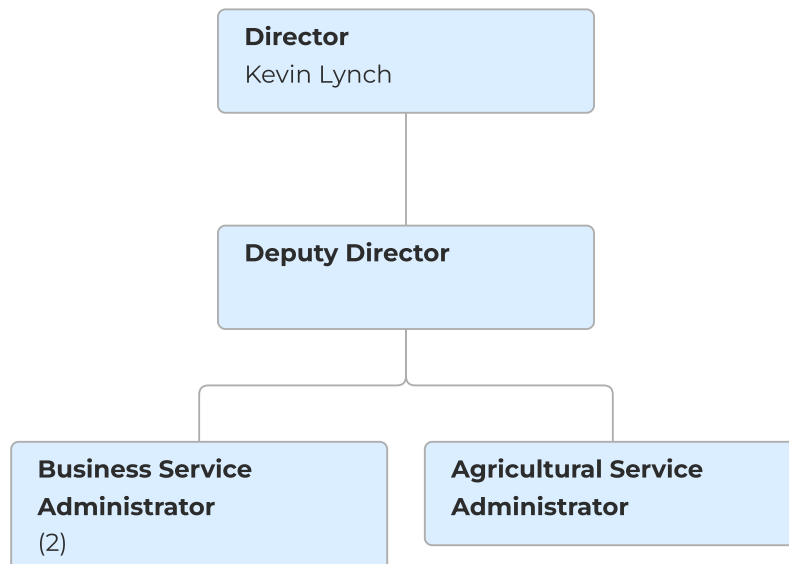 Director
Kevin Lynch
Deputy Director
Business Service
Administrator
(2)
Agricultural Service
Administrator